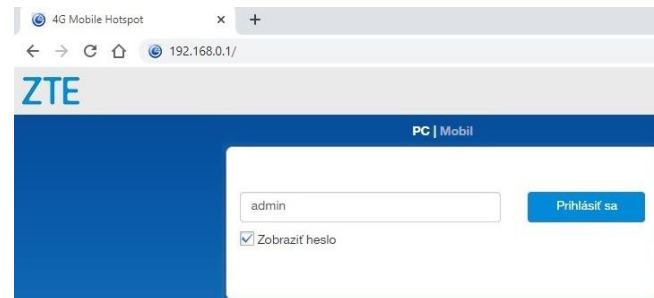 4G Mobile Hotspot
192.168.0.1/
ZTE
PC | Mobil
admin
Prihlásiť sa
Zobraziť heslo